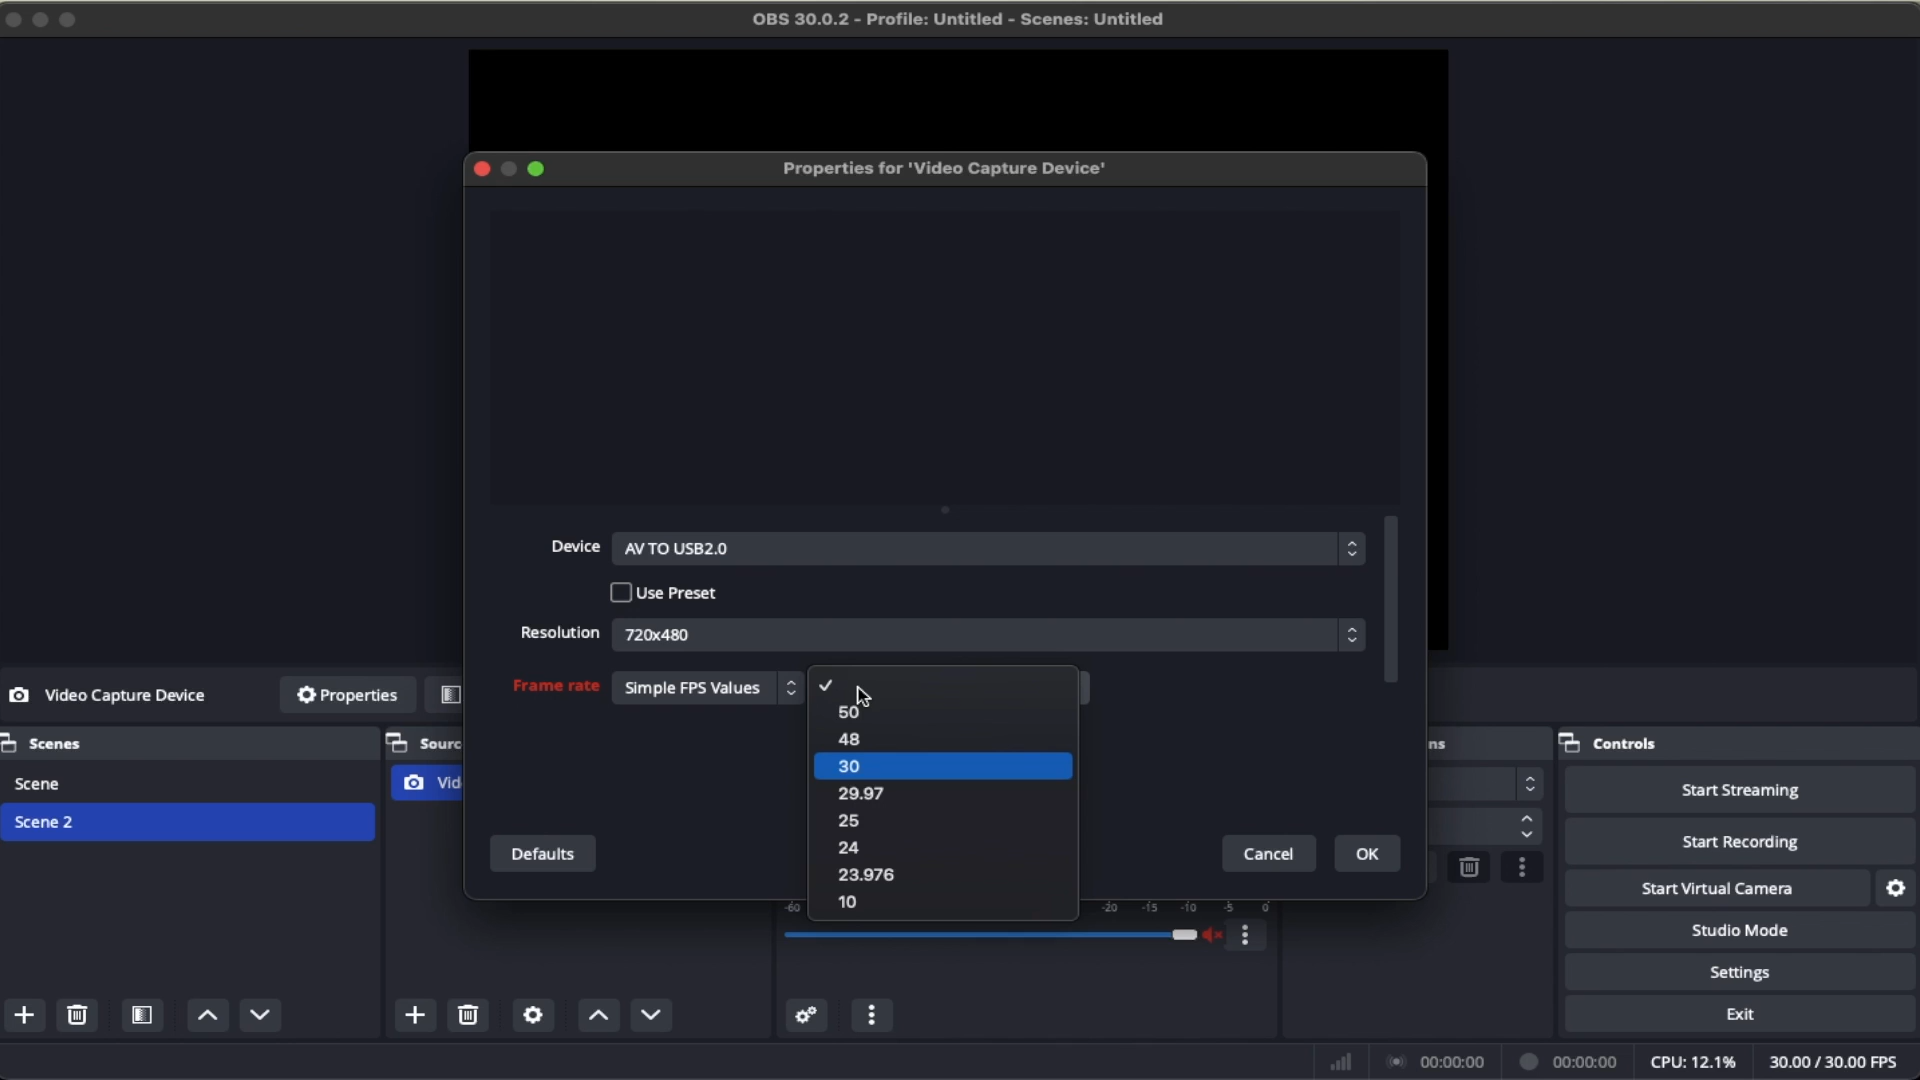 OBS 30.0.2 - Profile: Untitled - Scenes: Untitled
Properties for 'Video Capture Device'
Device AV TO USB2.0
Use Preset
Resolution 720x480
Frame rate Simple FPS Values
50
48
30
29.97
25
24
23.976
10
Defaults
Cancel
OK
Video Capture Device
Properties
Scenes
Scene
Scene 2
Sourc
Vid
-60 -20 -15 -10 -5 0
ns
Controls
Start Streaming
Start Recording
Start Virtual Camera
Studio Mode
Settings
Exit
00:00:00 00:00:00 CPU: 12.1% 30.00 / 30.00 FPS